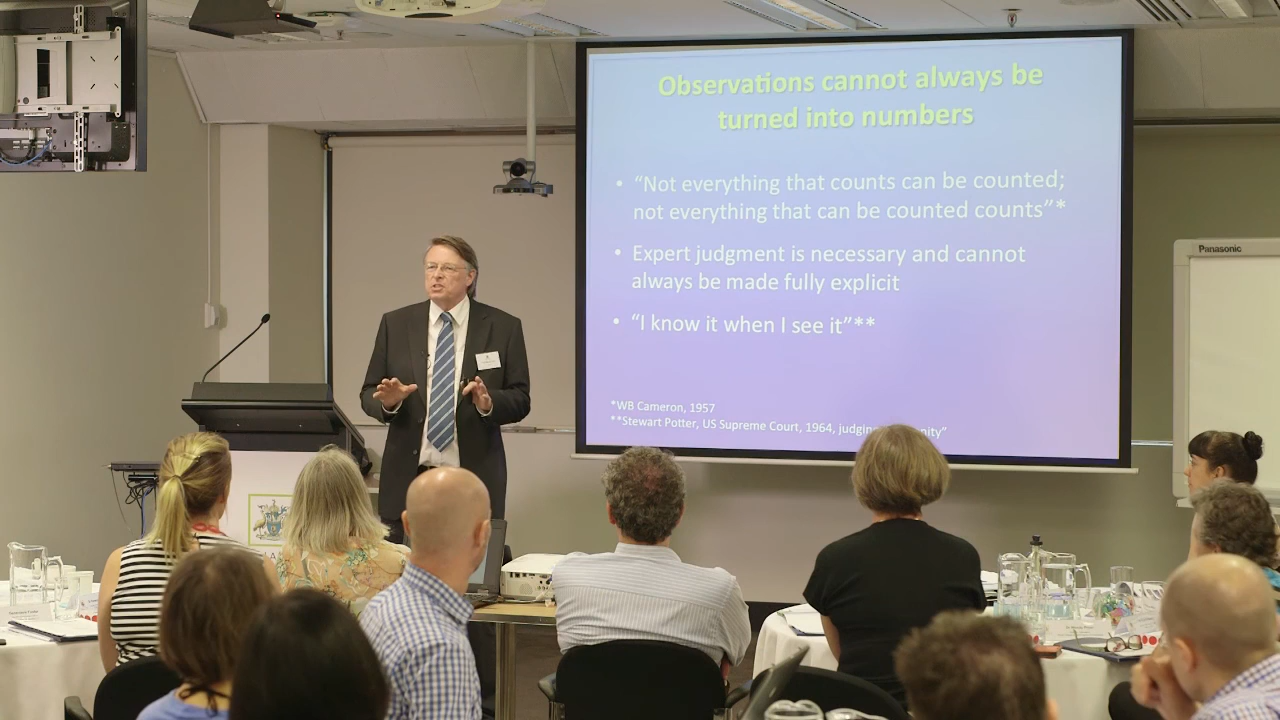 Observations cannot always be
turned into numbers
• “Not everything that counts can be counted;
not everything that can be counted counts”*
• Expert judgment is necessary and cannot
always be made fully explicit
• “I know it when I see it”**
*WB Cameron, 1957
**Stewart Potter, US Supreme Court, 1964, judging
Panasonic